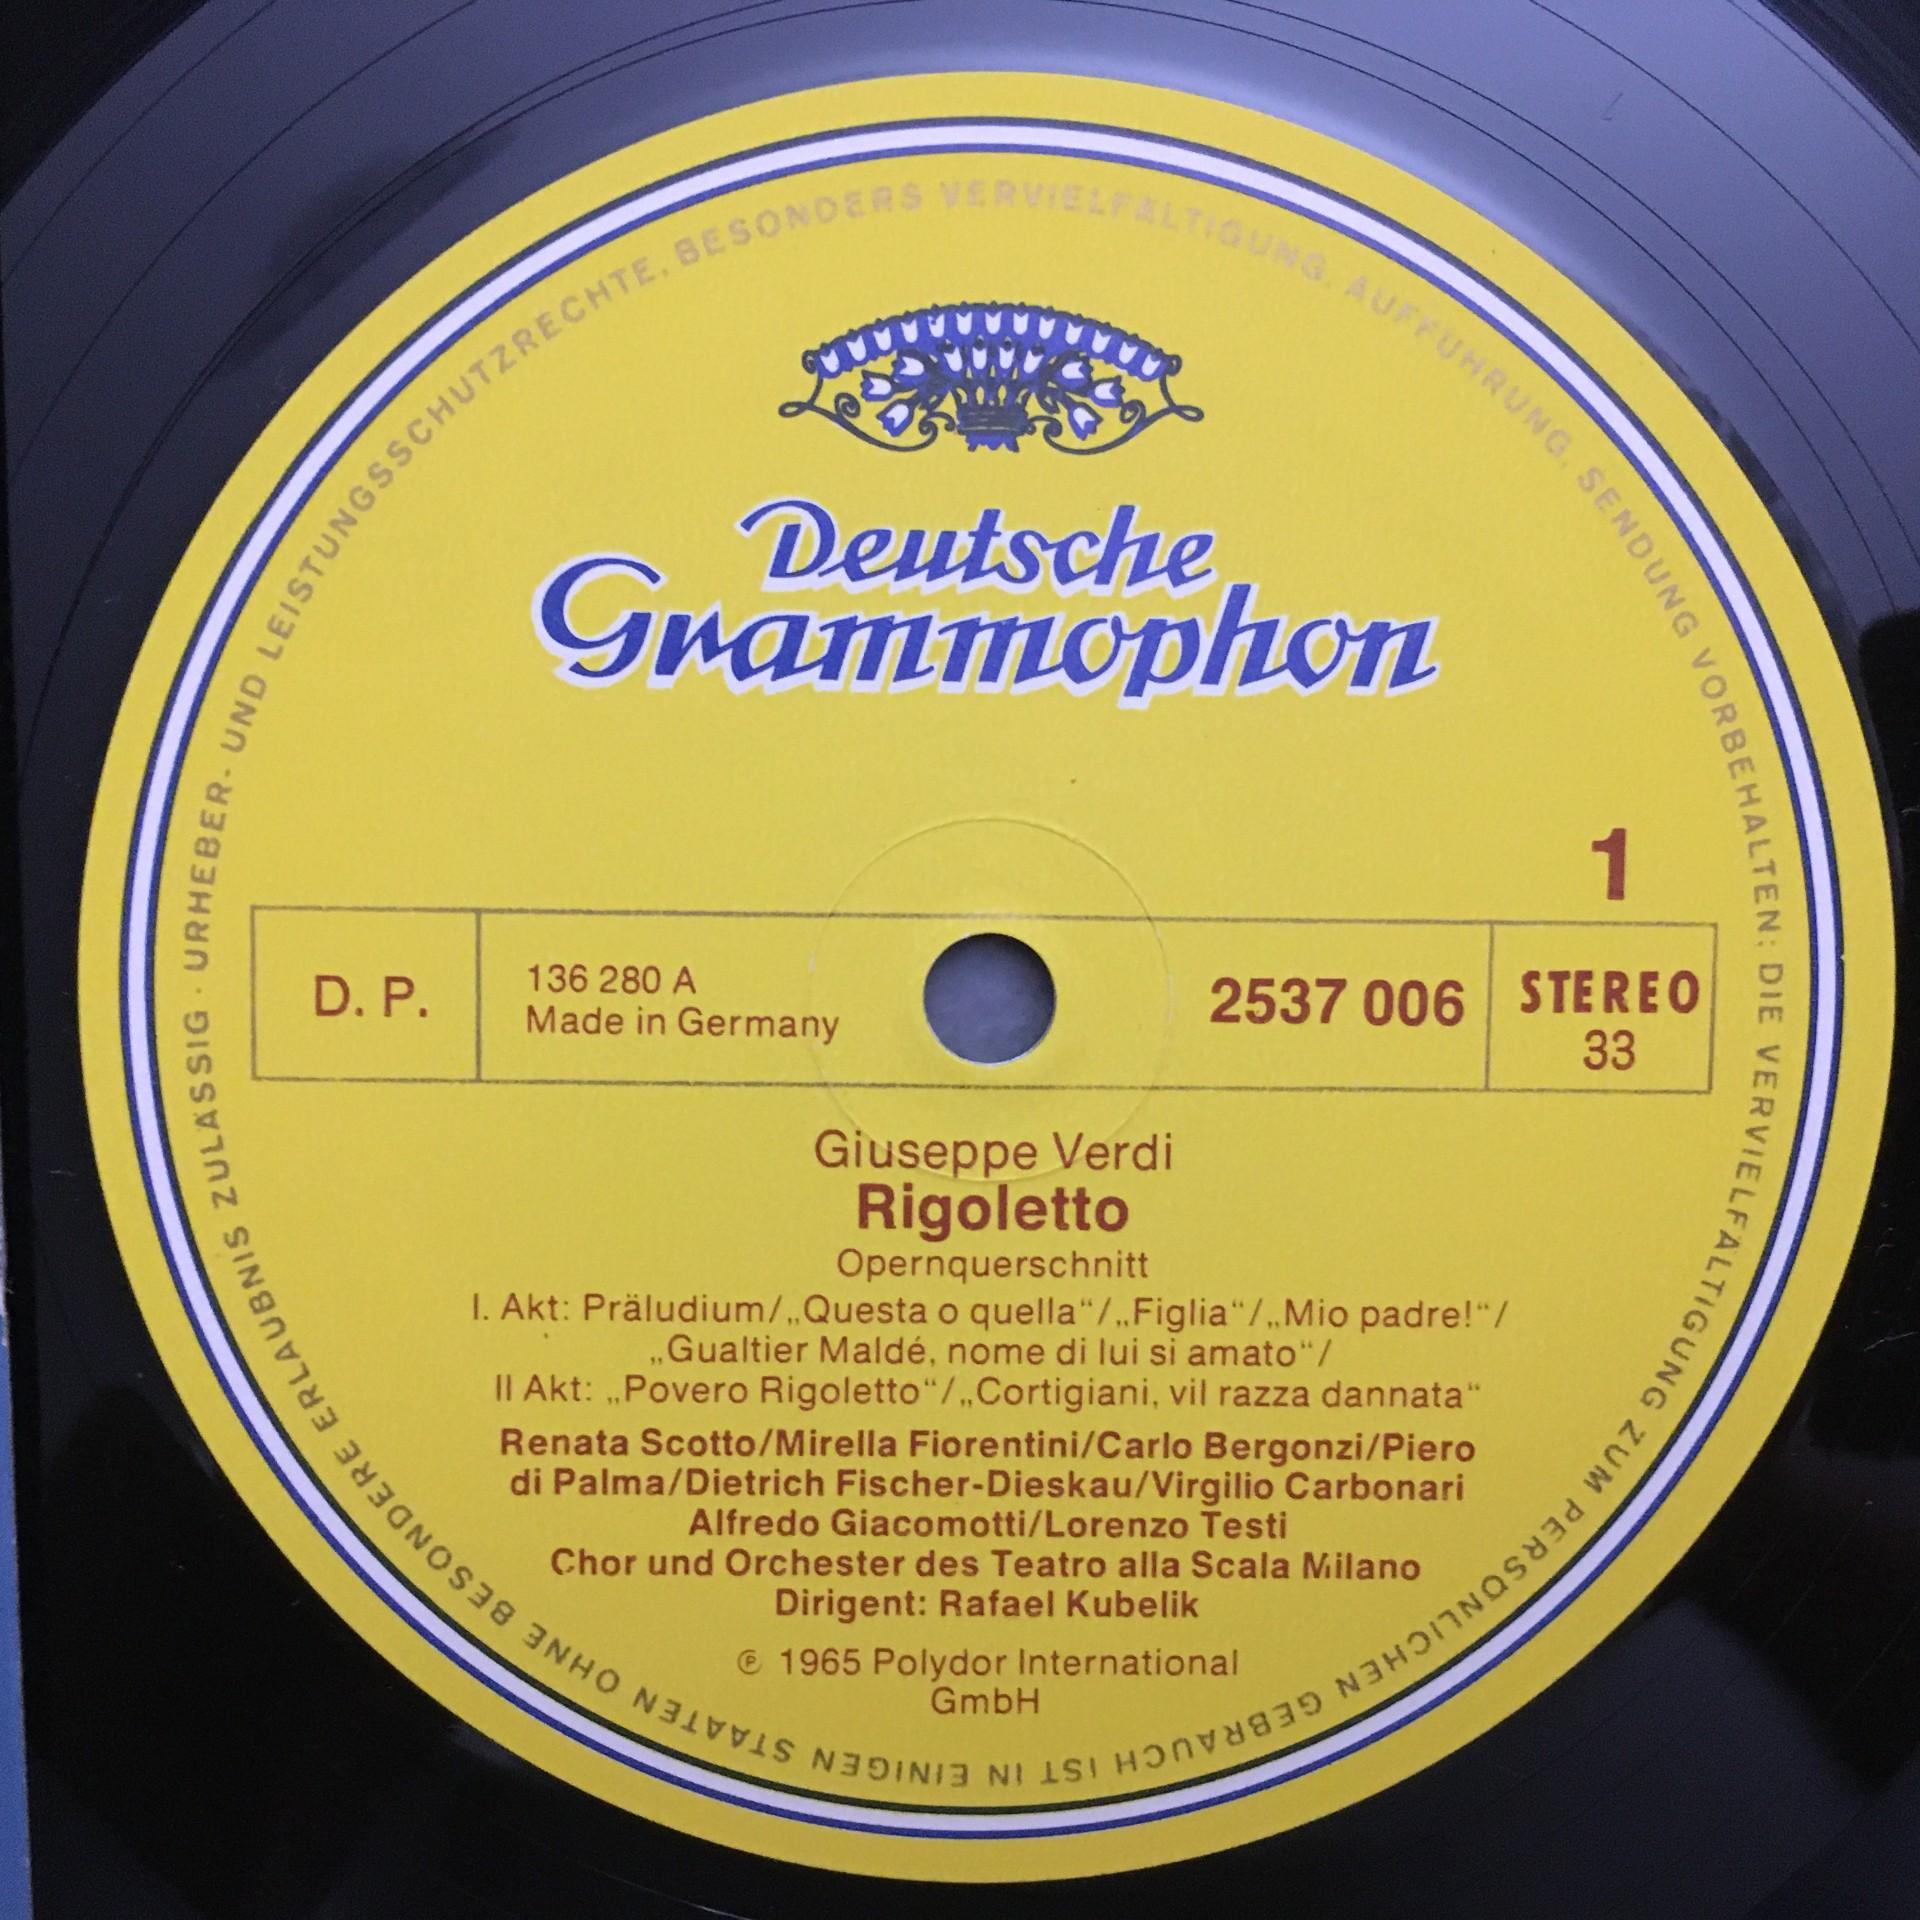 Deutsche
Grammophon
1
D. P.
136 280 A
Made in Germany
2537 006
STEREO
33
Giuseppe Verdi
Rigoletto
Opernquerschnitt
I. Akt: Präludium/„Questa o quella“/„Figlia“/„Mio padre!“/
„Gualtier Maldé, nome di lui si amato“/
II Akt: „Povero Rigoletto“/„Cortigiani, vil razza dannata“
Renata Scotto/Mirella Fiorentini/Carlo Bergonzi/Piero
di Palma/Dietrich Fischer-Dieskau/Virgilio Carbonari
Alfredo Giacomotti/Lorenzo Testi
Chor und Orchester des Teatro alla Scala Milano
Dirigent: Rafael Kubelik
℗ 1965 Polydor International
GmbH
URHEBER- UND LEISTUNGSSCHUTZRECHTE, BESONDERS VERVIELFÄLTIGUNG, AUFFÜHRUNG, SENDUNG VORBEHALTEN: DIE VERVIELFÄLTIGUNG ZUM PERSÖNLICHEN GEBRAUCH IST IN EINIGEN STAATEN OHNE BESONDERE ERLAUBNIS ZULÄSSIG ·